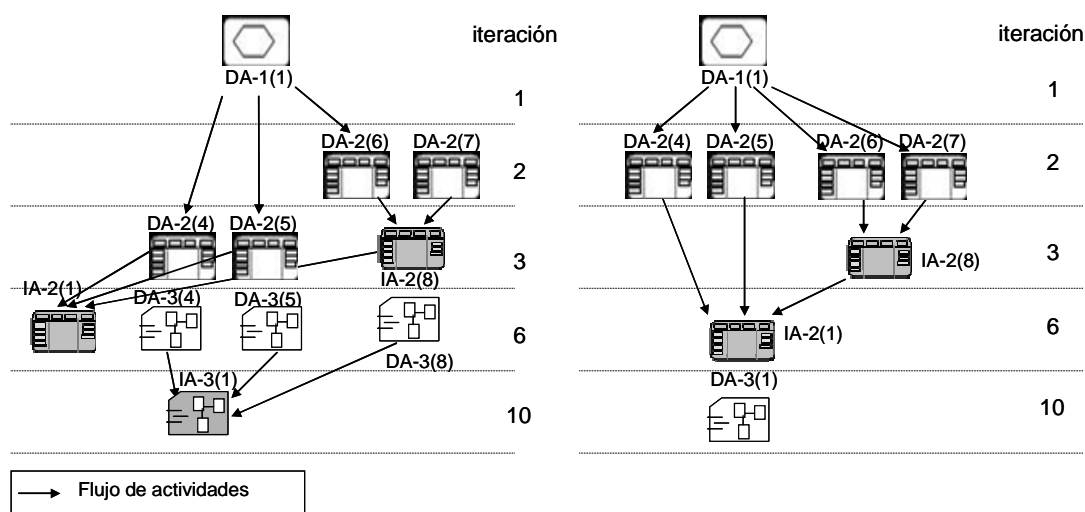 iteración
DA-1(1)
1
DA-2(6) DA-2(7)
2
DA-2(4) DA-2(5)
3
IA-2(8)
IA-2(1)
DA-3(4) DA-3(5)
6
DA-3(8)
IA-3(1)
10
Flujo de actividades
iteración
DA-1(1)
1
DA-2(4) DA-2(5) DA-2(6) DA-2(7)
2
3
IA-2(8)
6
IA-2(1)
DA-3(1)
10